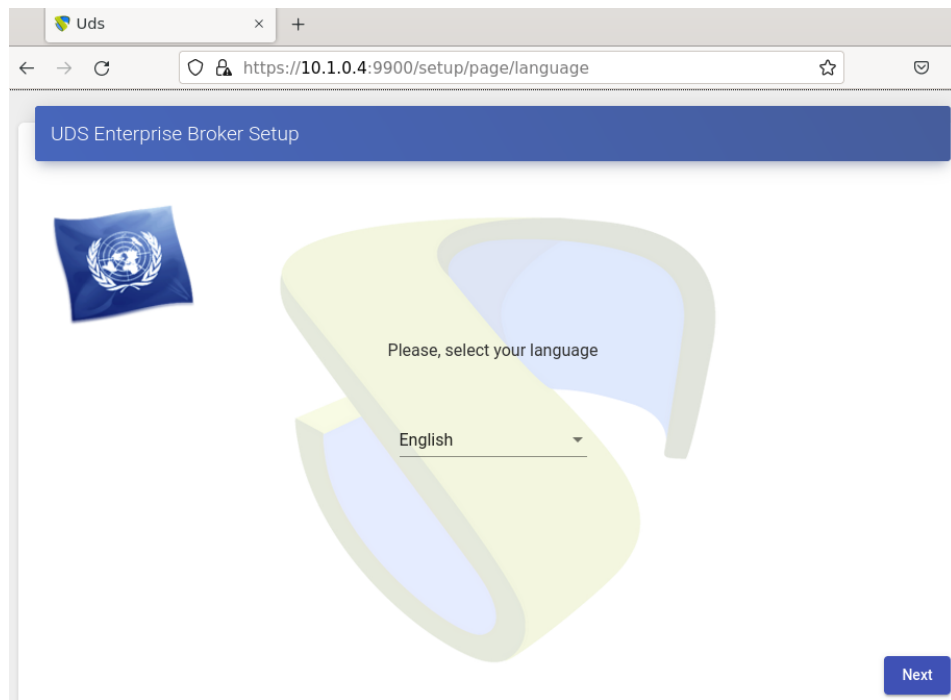 Uds
https://10.1.0.4:9900/setup/page/language
UDS Enterprise Broker Setup
Please, select your language
English
Next